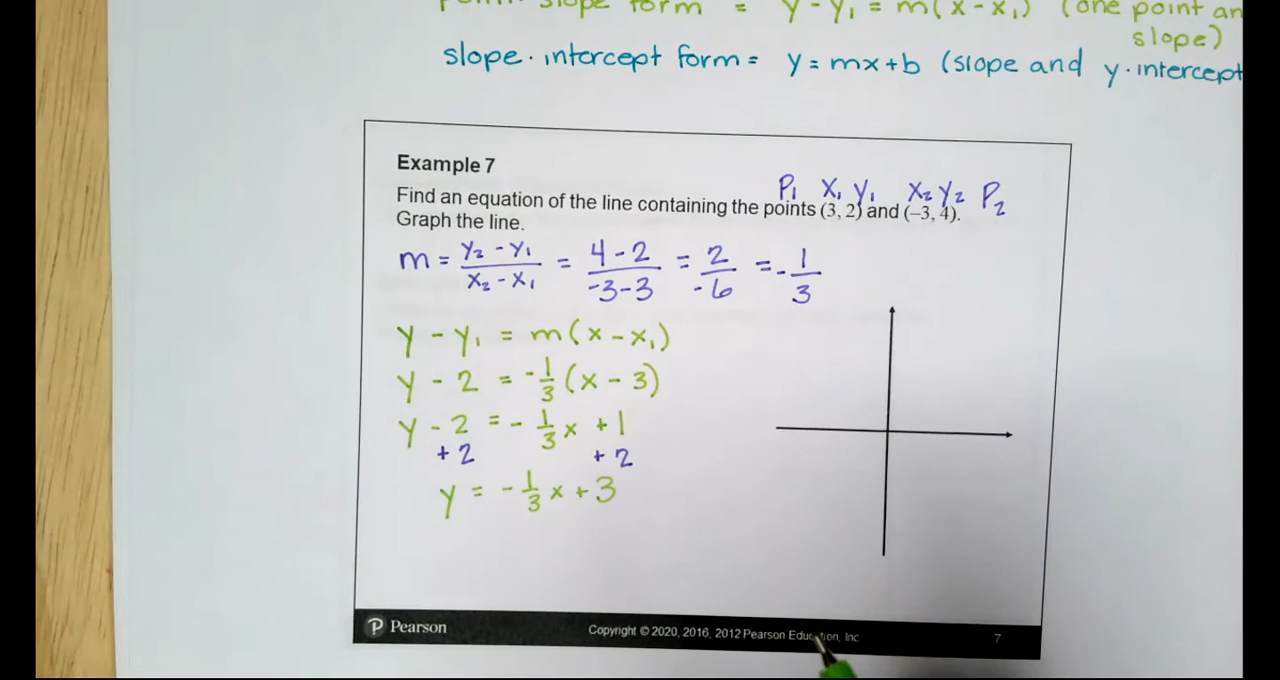 point slope form = y - y₁ = m(x - x₁) (one point an
slope)
slope · intercept form = y = mx + b (slope and y · intercept
Example 7
P₁ X₁ Y₁ X₂ Y₂ P₂
Find an equation of the line containing the points (3, 2) and (–3, 4).
Graph the line.
m = y₂ - y₁ / x₂ - x₁ = 4 - 2 / -3 - 3 = 2 / -6 = - 1 / 3
y - y₁ = m(x - x₁)
y - 2 = - 1/3 (x - 3)
y - 2 = - 1/3 x + 1
+ 2 + 2
y = - 1/3 x + 3
P Pearson
Copyright © 2020, 2016, 2012 Pearson Education, Inc
7